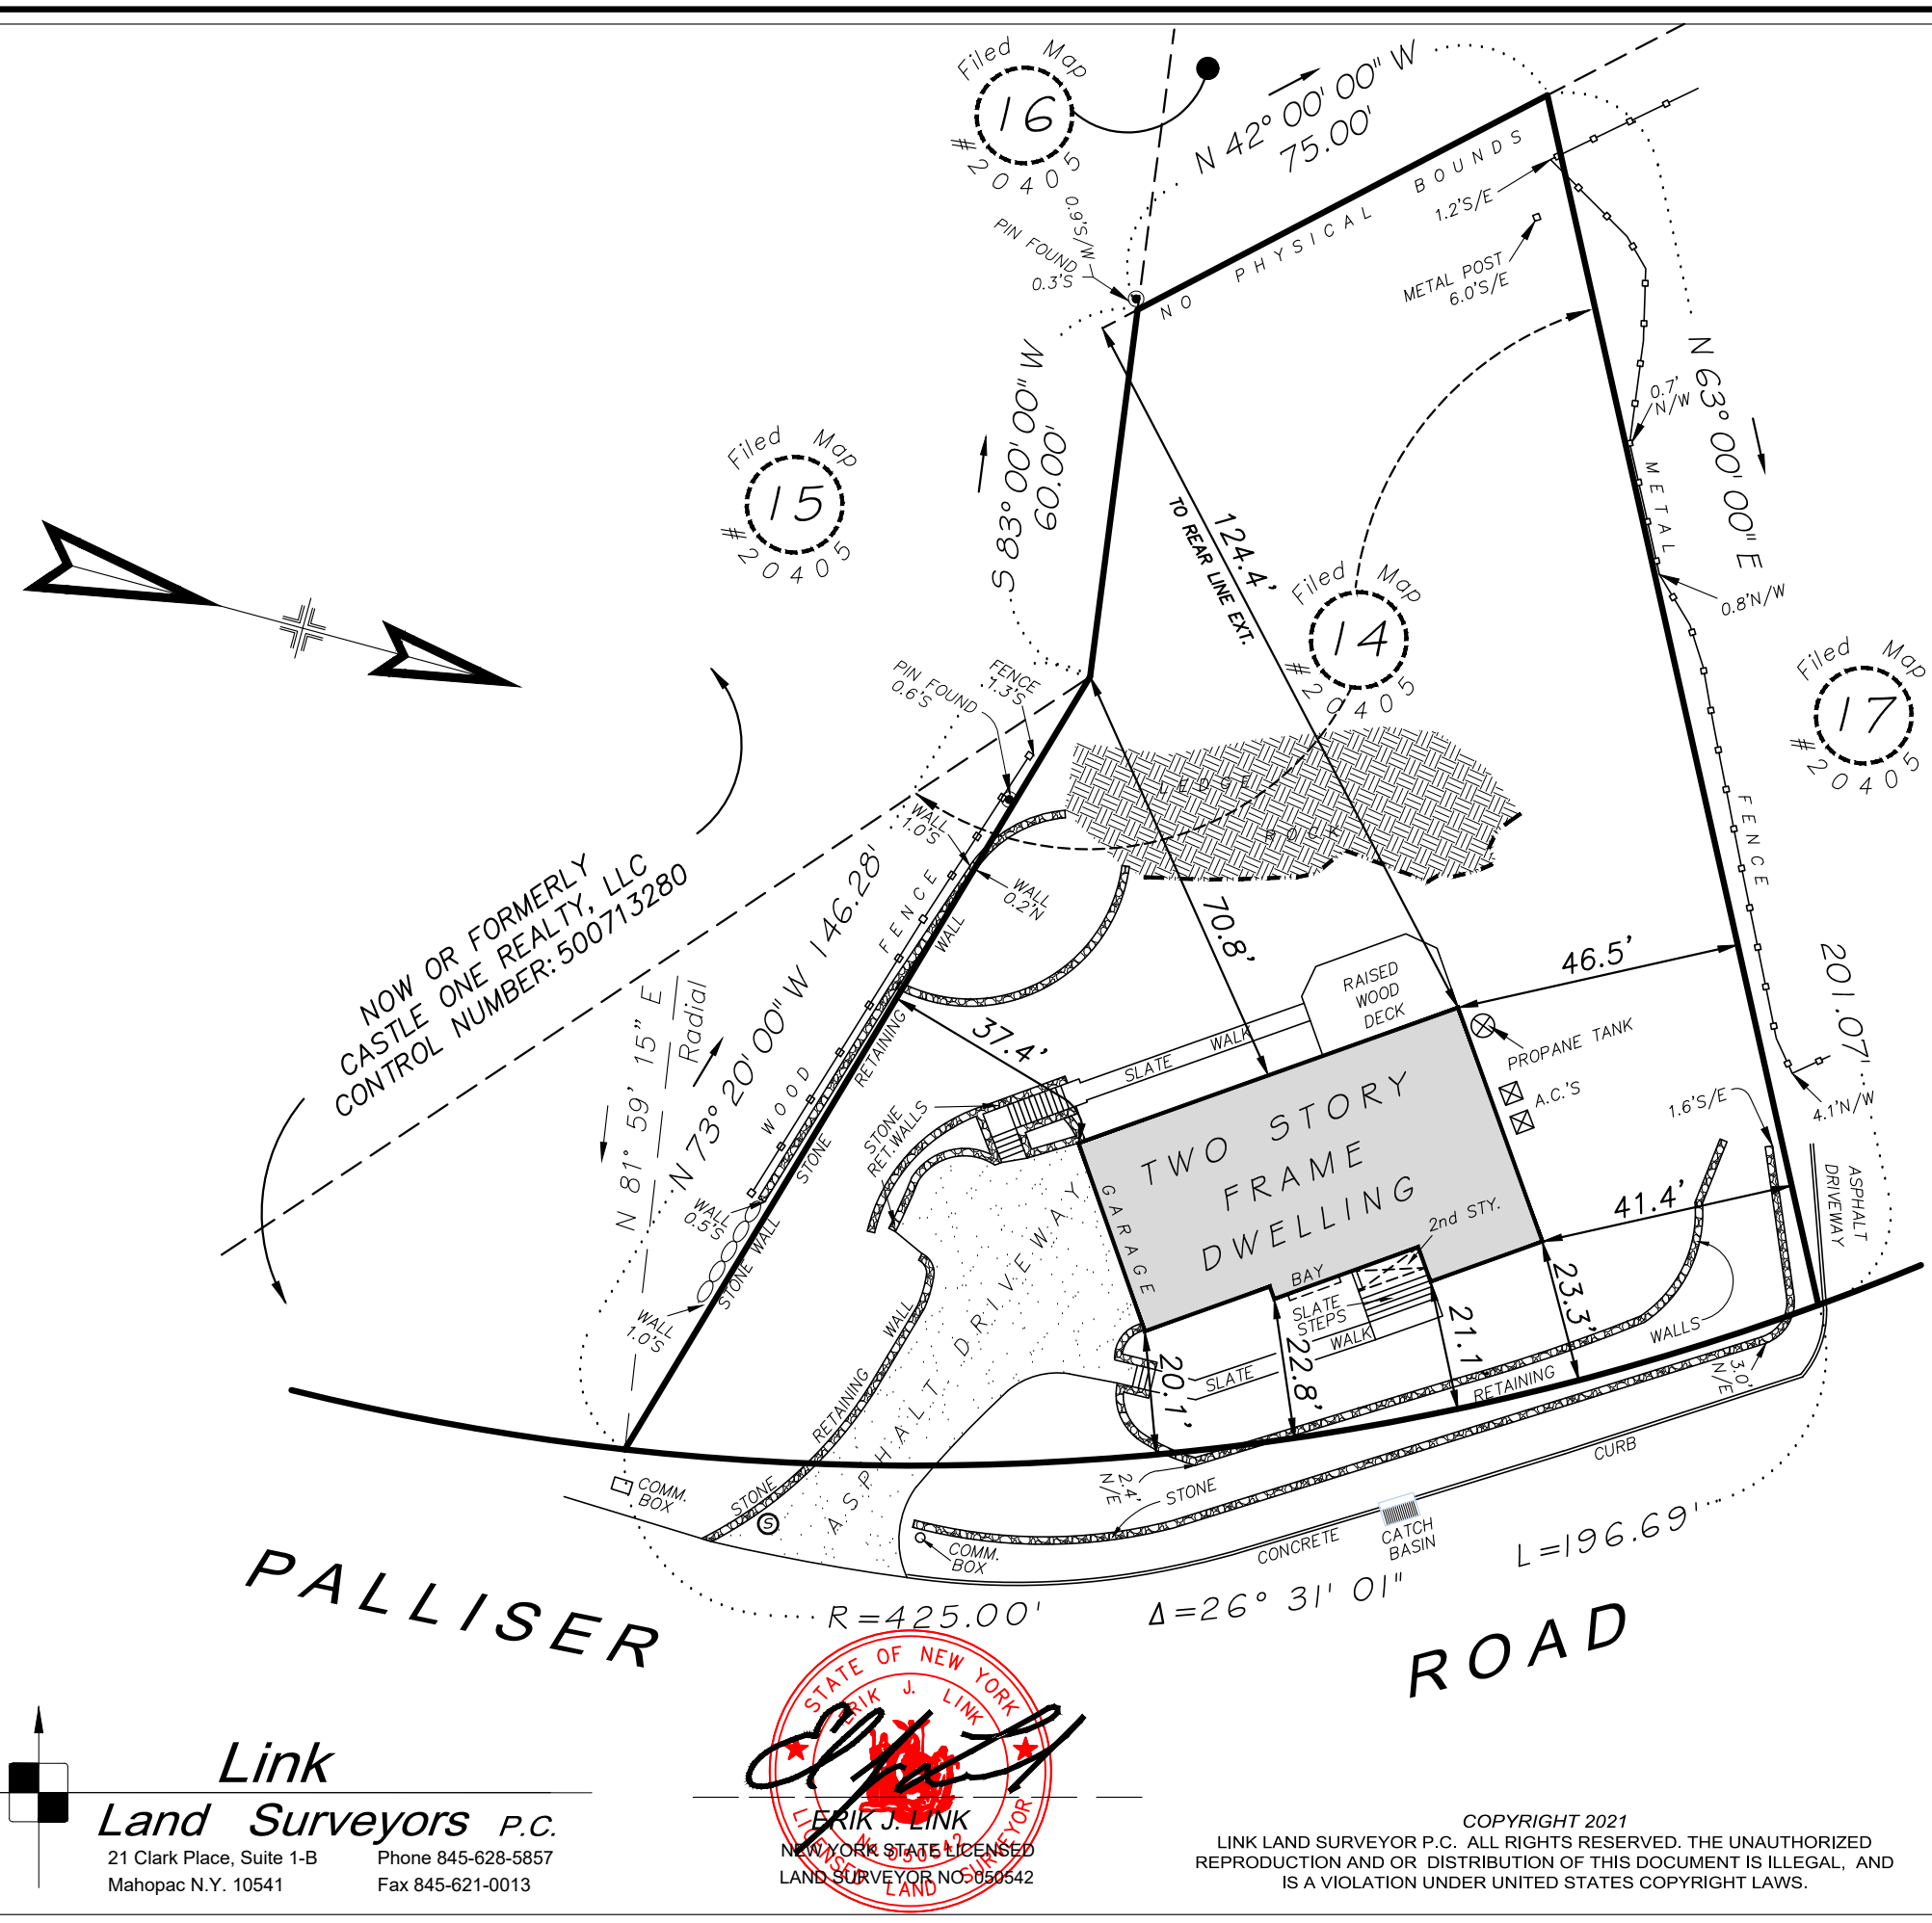 Filed Map
16
#20405
N 42° 00' 00" W
75.00'
NO PHYSICAL BOUNDS
1.2'S/E
METAL POST
6.0'S/E
0.9'S/W
PIN FOUND
0.3'S
S 83° 00' 00" W
60.00'
N 63° 00' 00" E
201.07'
0.7'
N/W
METAL FENCE
0.8'N/W
Filed Map
15
#20405
124.4'
TO REAR LINE EXT.
Filed Map
14
#20405
Filed Map
17
#20405
PIN FOUND
0.6'S
FENCE
1.3'S
LEDGE
ROCK
WALL
1.0'S
WALL
0.2'N
70.8'
46.5'
NOW OR FORMERLY
CASTLE ONE REALTY, LLC
CONTROL NUMBER: 500713280
N 81° 59' 15" E
Radial
N 73° 20' 00" W 146.28'
WOOD FENCE
STONE RETAINING WALL
37.4'
RAISED
WOOD
DECK
SLATE WALK
PROPANE TANK
A.C.'S
STONE
RET.WALLS
1.6'S/E
4.1'N/W
ASPHALT
DRIVEWAY
TWO STORY
FRAME
DWELLING
GARAGE
2nd STY.
BAY
41.4'
WALL
0.5'S
STONE WALL
WALL
1.0'S
SLATE
STEPS
SLATE WALK
20.1'
22.8'
21.1
23.3'
WALLS
3.0'
N/E
ASPHALT DRIVEWAY
STONE RETAINING WALL
STONE RETAINING
2.4'
N/E
COMM.
BOX
S
COMM.
BOX
CONCRETE CURB
CATCH
BASIN
R=425.00'
Δ=26° 31' 01"
L=196.69'
PALLISER ROAD
Link
Land Surveyors P.C.
21 Clark Place, Suite 1-B Phone 845-628-5857
Mahopac N.Y. 10541 Fax 845-621-0013
STATE OF NEW YORK
ERIK J. LINK
No 050542
LICENSED LAND SURVEYOR
ERIK J. LINK
NEW YORK STATE LICENSED
LAND SURVEYOR NO. 050542
COPYRIGHT 2021
LINK LAND SURVEYOR P.C. ALL RIGHTS RESERVED. THE UNAUTHORIZED
REPRODUCTION AND OR DISTRIBUTION OF THIS DOCUMENT IS ILLEGAL, AND
IS A VIOLATION UNDER UNITED STATES COPYRIGHT LAWS.